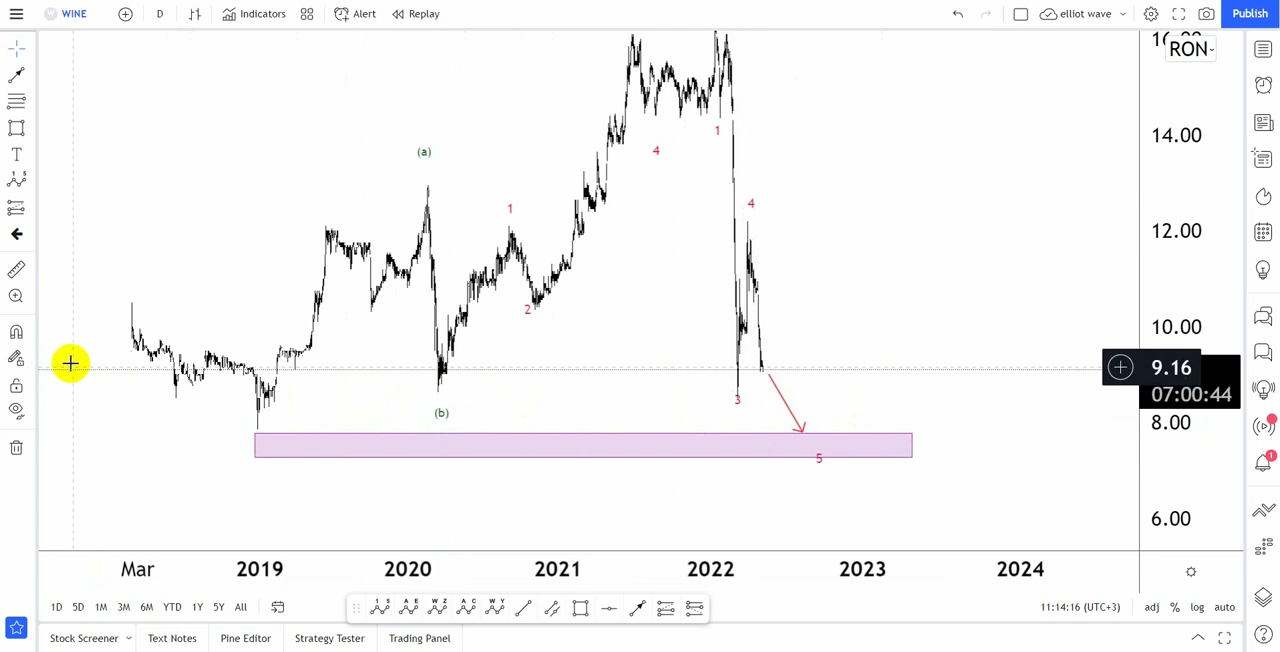 WINE D Indicators Alert Replay elliot wave Publish
RON
14.00
12.00
10.00
9.16
07:00:44
8.00
6.00
(a)
1
2
(b)
4
1
4
3
5
Mar 2019 2020 2021 2022 2023 2024
1D 5D 1M 3M 6M YTD 1Y 5Y All
1 5 A E W Z A C W Y
11:14:16 (UTC+3) adj % log auto
Stock Screener Text Notes Pine Editor Strategy Tester Trading Panel